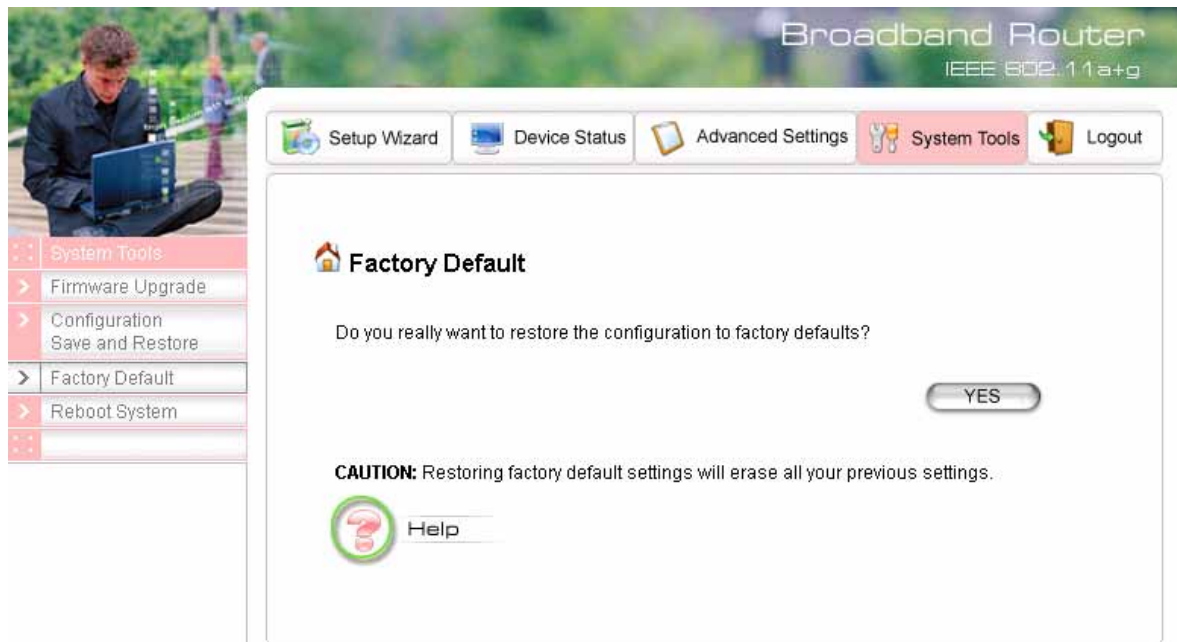 Broadband Router
IEEE 802.11a+g
Setup Wizard
Device Status
Advanced Settings
System Tools
Logout
System Tools
Firmware Upgrade
Configuration
Save and Restore
Factory Default
Reboot System
Factory Default
Do you really want to restore the configuration to factory defaults?
YES
CAUTION: Restoring factory default settings will erase all your previous settings.
Help